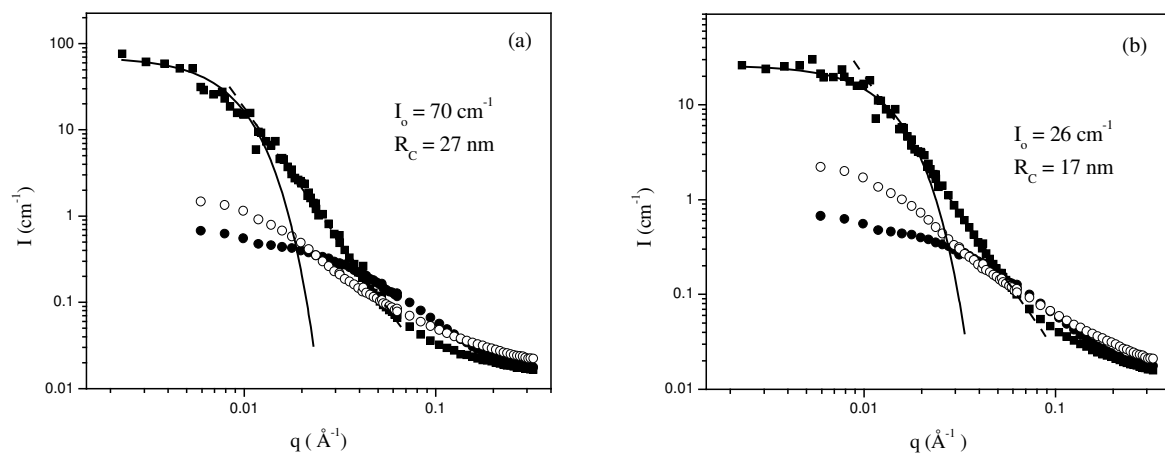 (a)
100
10
1
0.1
0.01
I (cm⁻¹)
I₀ = 70 cm⁻¹
R_C = 27 nm
0.01
0.1
q ( Å⁻¹)
(b)
100
10
1
0.1
0.01
I (cm⁻¹)
I₀ = 26 cm⁻¹
R_C = 17 nm
0.01
0.1
q (Å⁻¹)